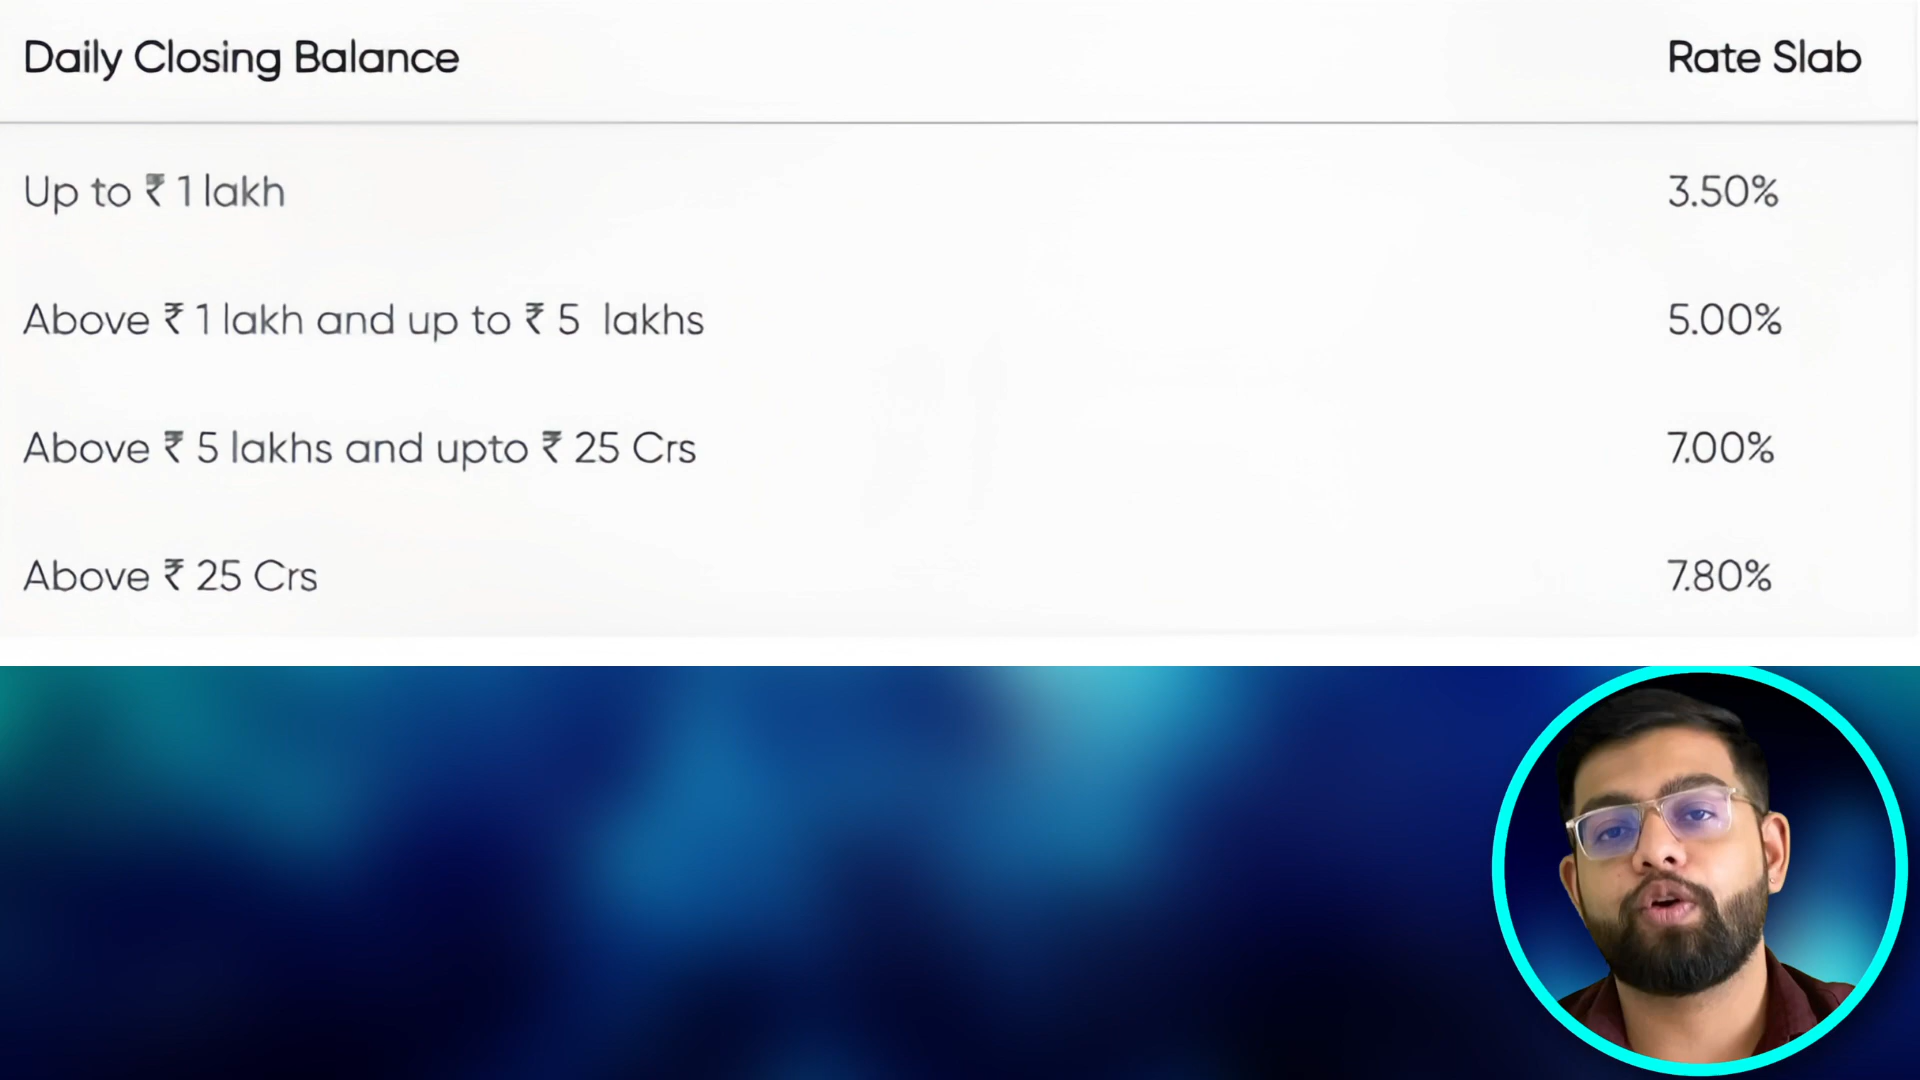 Daily Closing Balance Rate Slab
Up to ₹ 1 lakh 3.50%
Above ₹ 1 lakh and up to ₹ 5 lakhs 5.00%
Above ₹ 5 lakhs and upto ₹ 25 Crs 7.00%
Above ₹ 25 Crs 7.80%